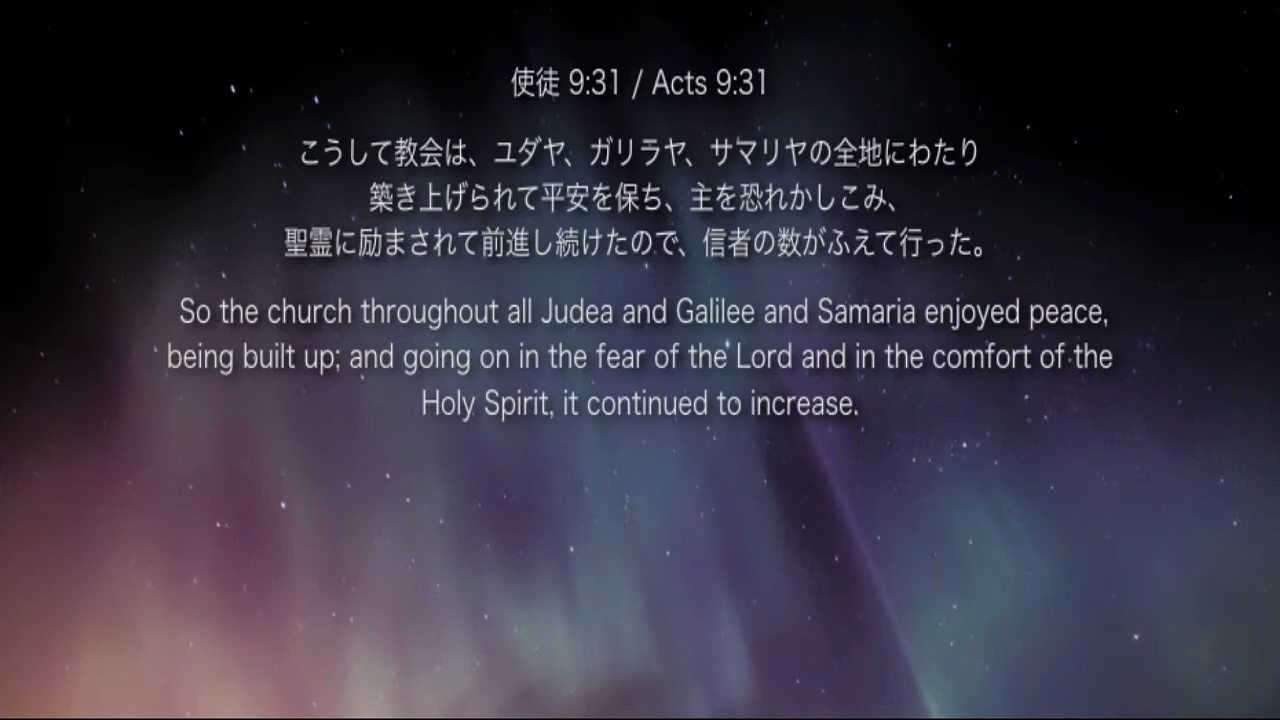 使徒 9:31 / Acts 9:31
こうして教会は、ユダヤ、ガリラヤ、サマリヤの全地にわたり
築き上げられて平安を保ち、主を恐れかしこみ、
聖霊に励まされて前進し続けたので、信者の数がふえて行った。
So the church throughout all Judea and Galilee and Samaria enjoyed peace,
being built up; and going on in the fear of the Lord and in the comfort of the
Holy Spirit, it continued to increase.